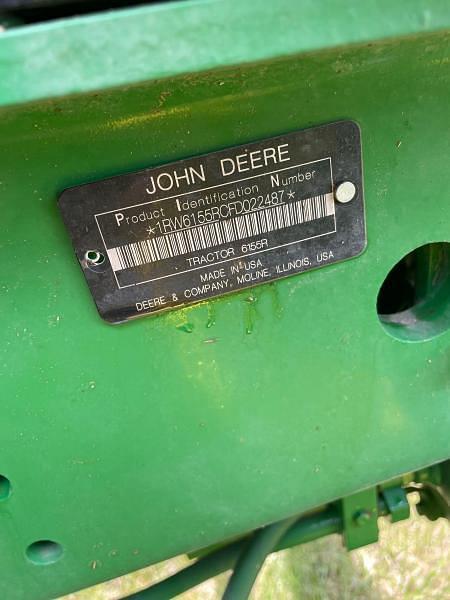 JOHN DEERE
Product Identification Number
*1RW6155RCFD022487*
TRACTOR 6155R
MADE IN USA
DEERE & COMPANY, MOLINE, ILLINOIS, USA